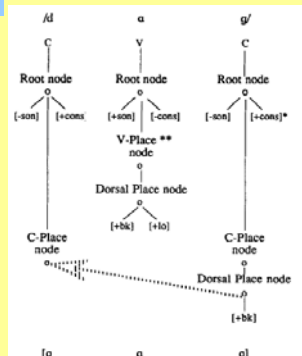 /d ɑ g/
C V C
Root node Root node Root node
[-son] [+cons] [+son] [-cons] [-son] [+cons]*
V-Place **
node
Dorsal Place node
[+bk] [+lo]
C-Place C-Place
node node
Dorsal Place node
[+bk]
[g ɑ g]